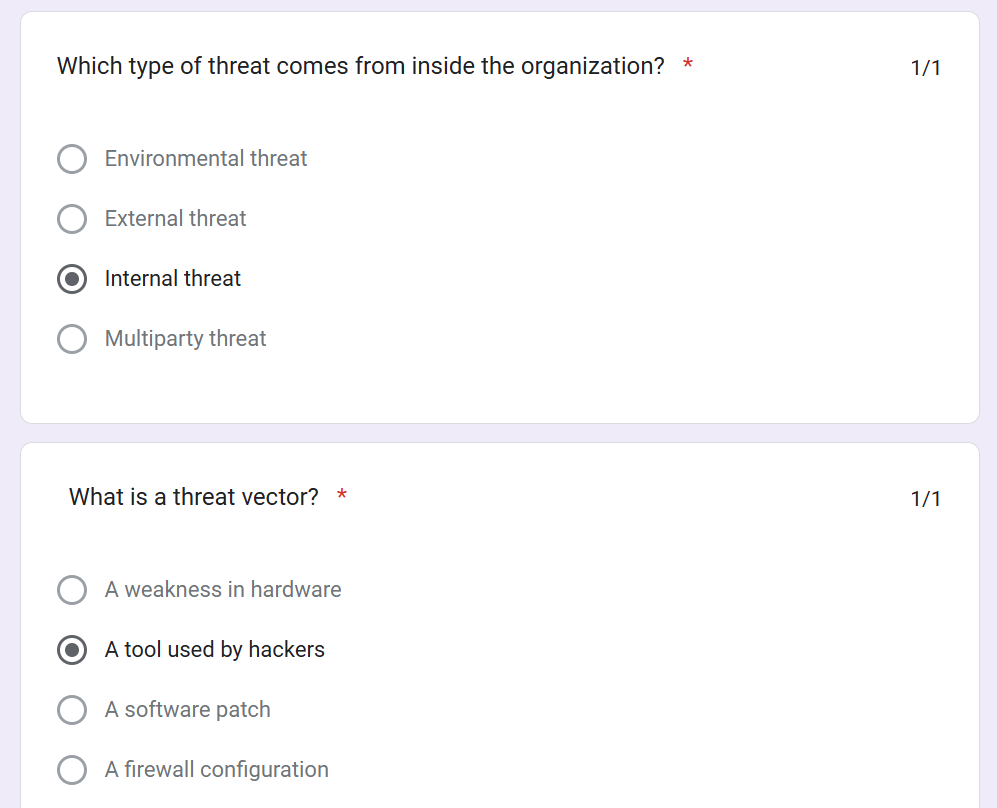 Which type of threat comes from inside the organization? *
1/1
Environmental threat
External threat
Internal threat
Multiparty threat
What is a threat vector? *
1/1
A weakness in hardware
A tool used by hackers
A software patch
A firewall configuration